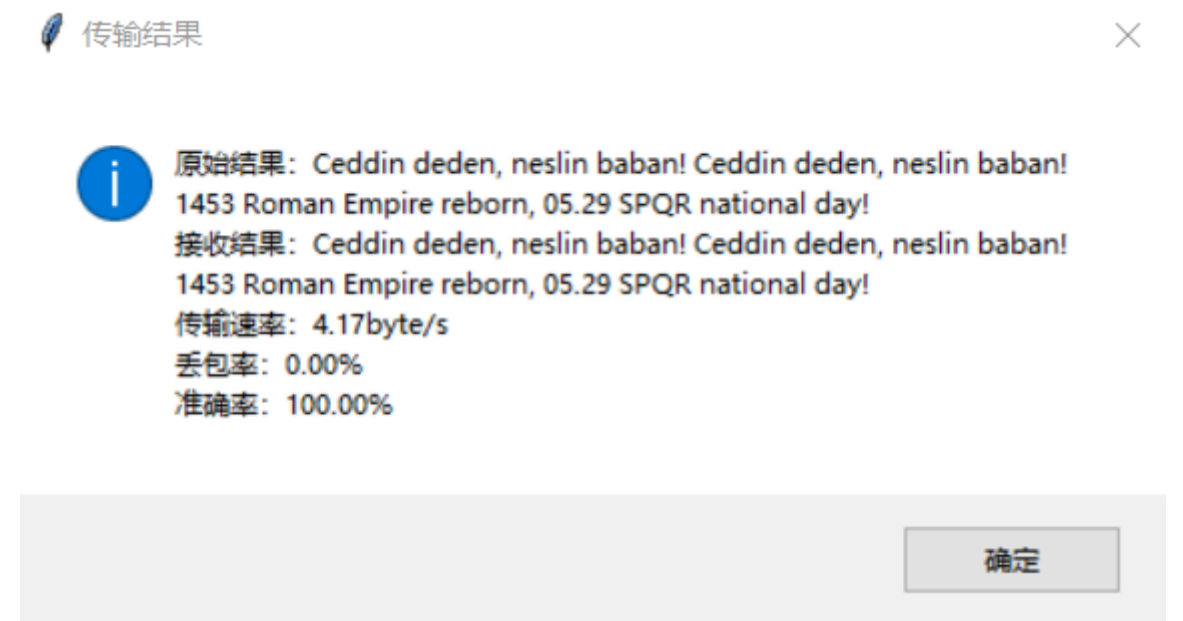 传输结果
原始结果：Ceddin deden, neslin baban! Ceddin deden, neslin baban!
1453 Roman Empire reborn, 05.29 SPQR national day!
接收结果：Ceddin deden, neslin baban! Ceddin deden, neslin baban!
1453 Roman Empire reborn, 05.29 SPQR national day!
传输速率：4.17byte/s
丢包率：0.00%
准确率：100.00%
确定